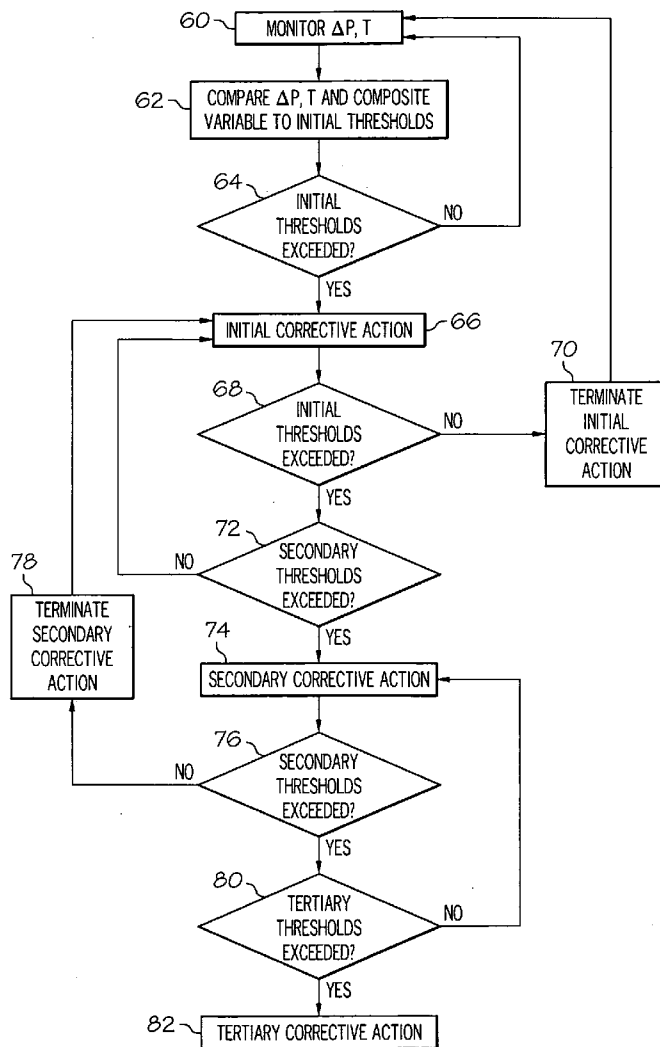 60
MONITOR ΔP, T
62
COMPARE ΔP, T AND COMPOSITE
VARIABLE TO INITIAL THRESHOLDS
64
INITIAL
THRESHOLDS
EXCEEDED?
NO
YES
INITIAL CORRECTIVE ACTION
66
68
INITIAL
THRESHOLDS
EXCEEDED?
NO
YES
70
TERMINATE
INITIAL
CORRECTIVE
ACTION
72
SECONDARY
THRESHOLDS
EXCEEDED?
NO
YES
78
TERMINATE
SECONDARY
CORRECTIVE
ACTION
74
SECONDARY CORRECTIVE ACTION
76
SECONDARY
THRESHOLDS
EXCEEDED?
NO
YES
80
TERTIARY
THRESHOLDS
EXCEEDED?
NO
YES
82
TERTIARY CORRECTIVE ACTION